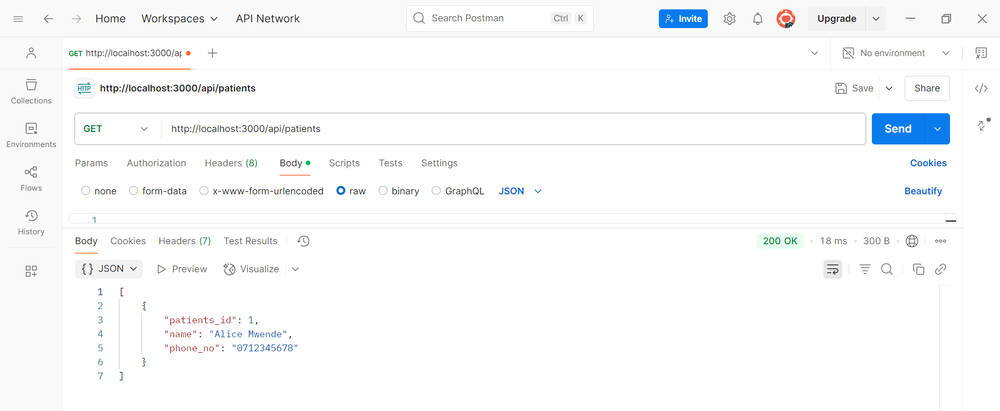 Home Workspaces API Network Search Postman Ctrl K Invite Upgrade
GET http://localhost:3000/ap No environment
HTTP http://localhost:3000/api/patients Save Share
Collections
GET http://localhost:3000/api/patients Send
Environments
Params Authorization Headers (8) Body Scripts Tests Settings Cookies
Flows
none form-data x-www-form-urlencoded raw binary GraphQL JSON Beautify
1
History
Body Cookies Headers (7) Test Results 200 OK • 18 ms • 300 B •
{} JSON Preview Visualize
1 [
2 {
3 "patients_id": 1,
4 "name": "Alice Mwende",
5 "phone_no": "0712345678"
6 }
7 ]